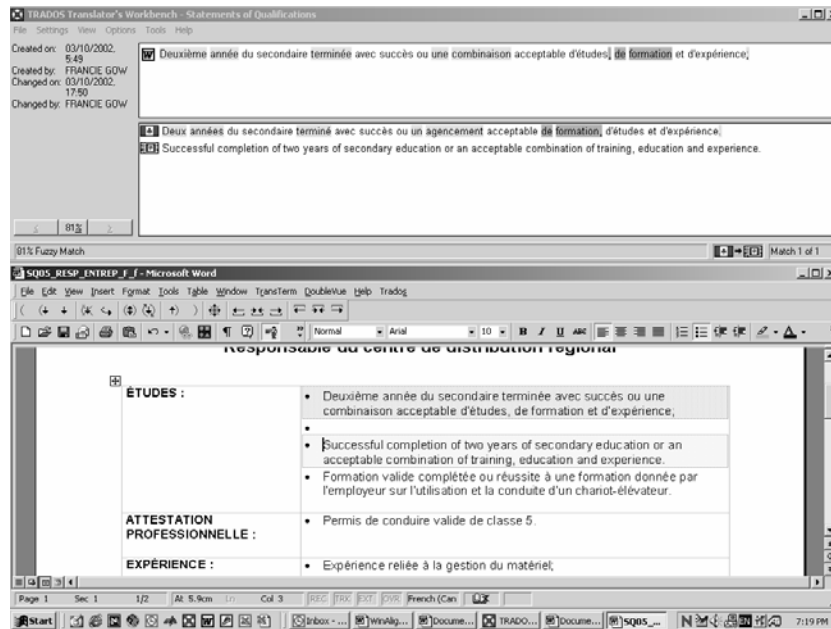 TRADOS Translator's Workbench - Statements of Qualifications
File Settings View Options Tools Help
Created on: 03/10/2002,
5:49
Created by: FRANCIE GOW
Changed on: 03/10/2002,
17:50
Changed by: FRANCIE GOW
Deuxième année du secondaire terminée avec succès ou une combinaison acceptable d'études, de formation et d'expérience;
Deux années du secondaire terminé avec succès ou un agencement acceptable de formation, d'études et d'expérience.
Successful completion of two years of secondary education or an acceptable combination of training, education and experience.
81%
81% Fuzzy Match
Match 1 of 1
SQ05_RESP_ENTREP_F_f - Microsoft Word
File Edit View Insert Format Tools Table Window TransTerm DoubleVue Help Trados
Normal Arial 10 B I U ABC
Responsable du centre de distribution régional
ÉTUDES :
• Deuxième année du secondaire terminée avec succès ou une
combinaison acceptable d'études, de formation et d'expérience;
•
• Successful completion of two years of secondary education or an
acceptable combination of training, education and experience.
• Formation valide complétée ou réussite à une formation donnée par
l'employeur sur l'utilisation et la conduite d'un chariot-élévateur.
ATTESTATION
PROFESSIONNELLE :
• Permis de conduire valide de classe 5.
EXPÉRIENCE :
• Expérience reliée à la gestion du matériel;
Page 1 Sec 1 1/2 At 5.9cm Ln Col 3 REC TRK EXT OVR French (Can
Start Inbox - ... WinAlig... Docume... TRADO... Docume... SQ05_... EN 7:19 PM